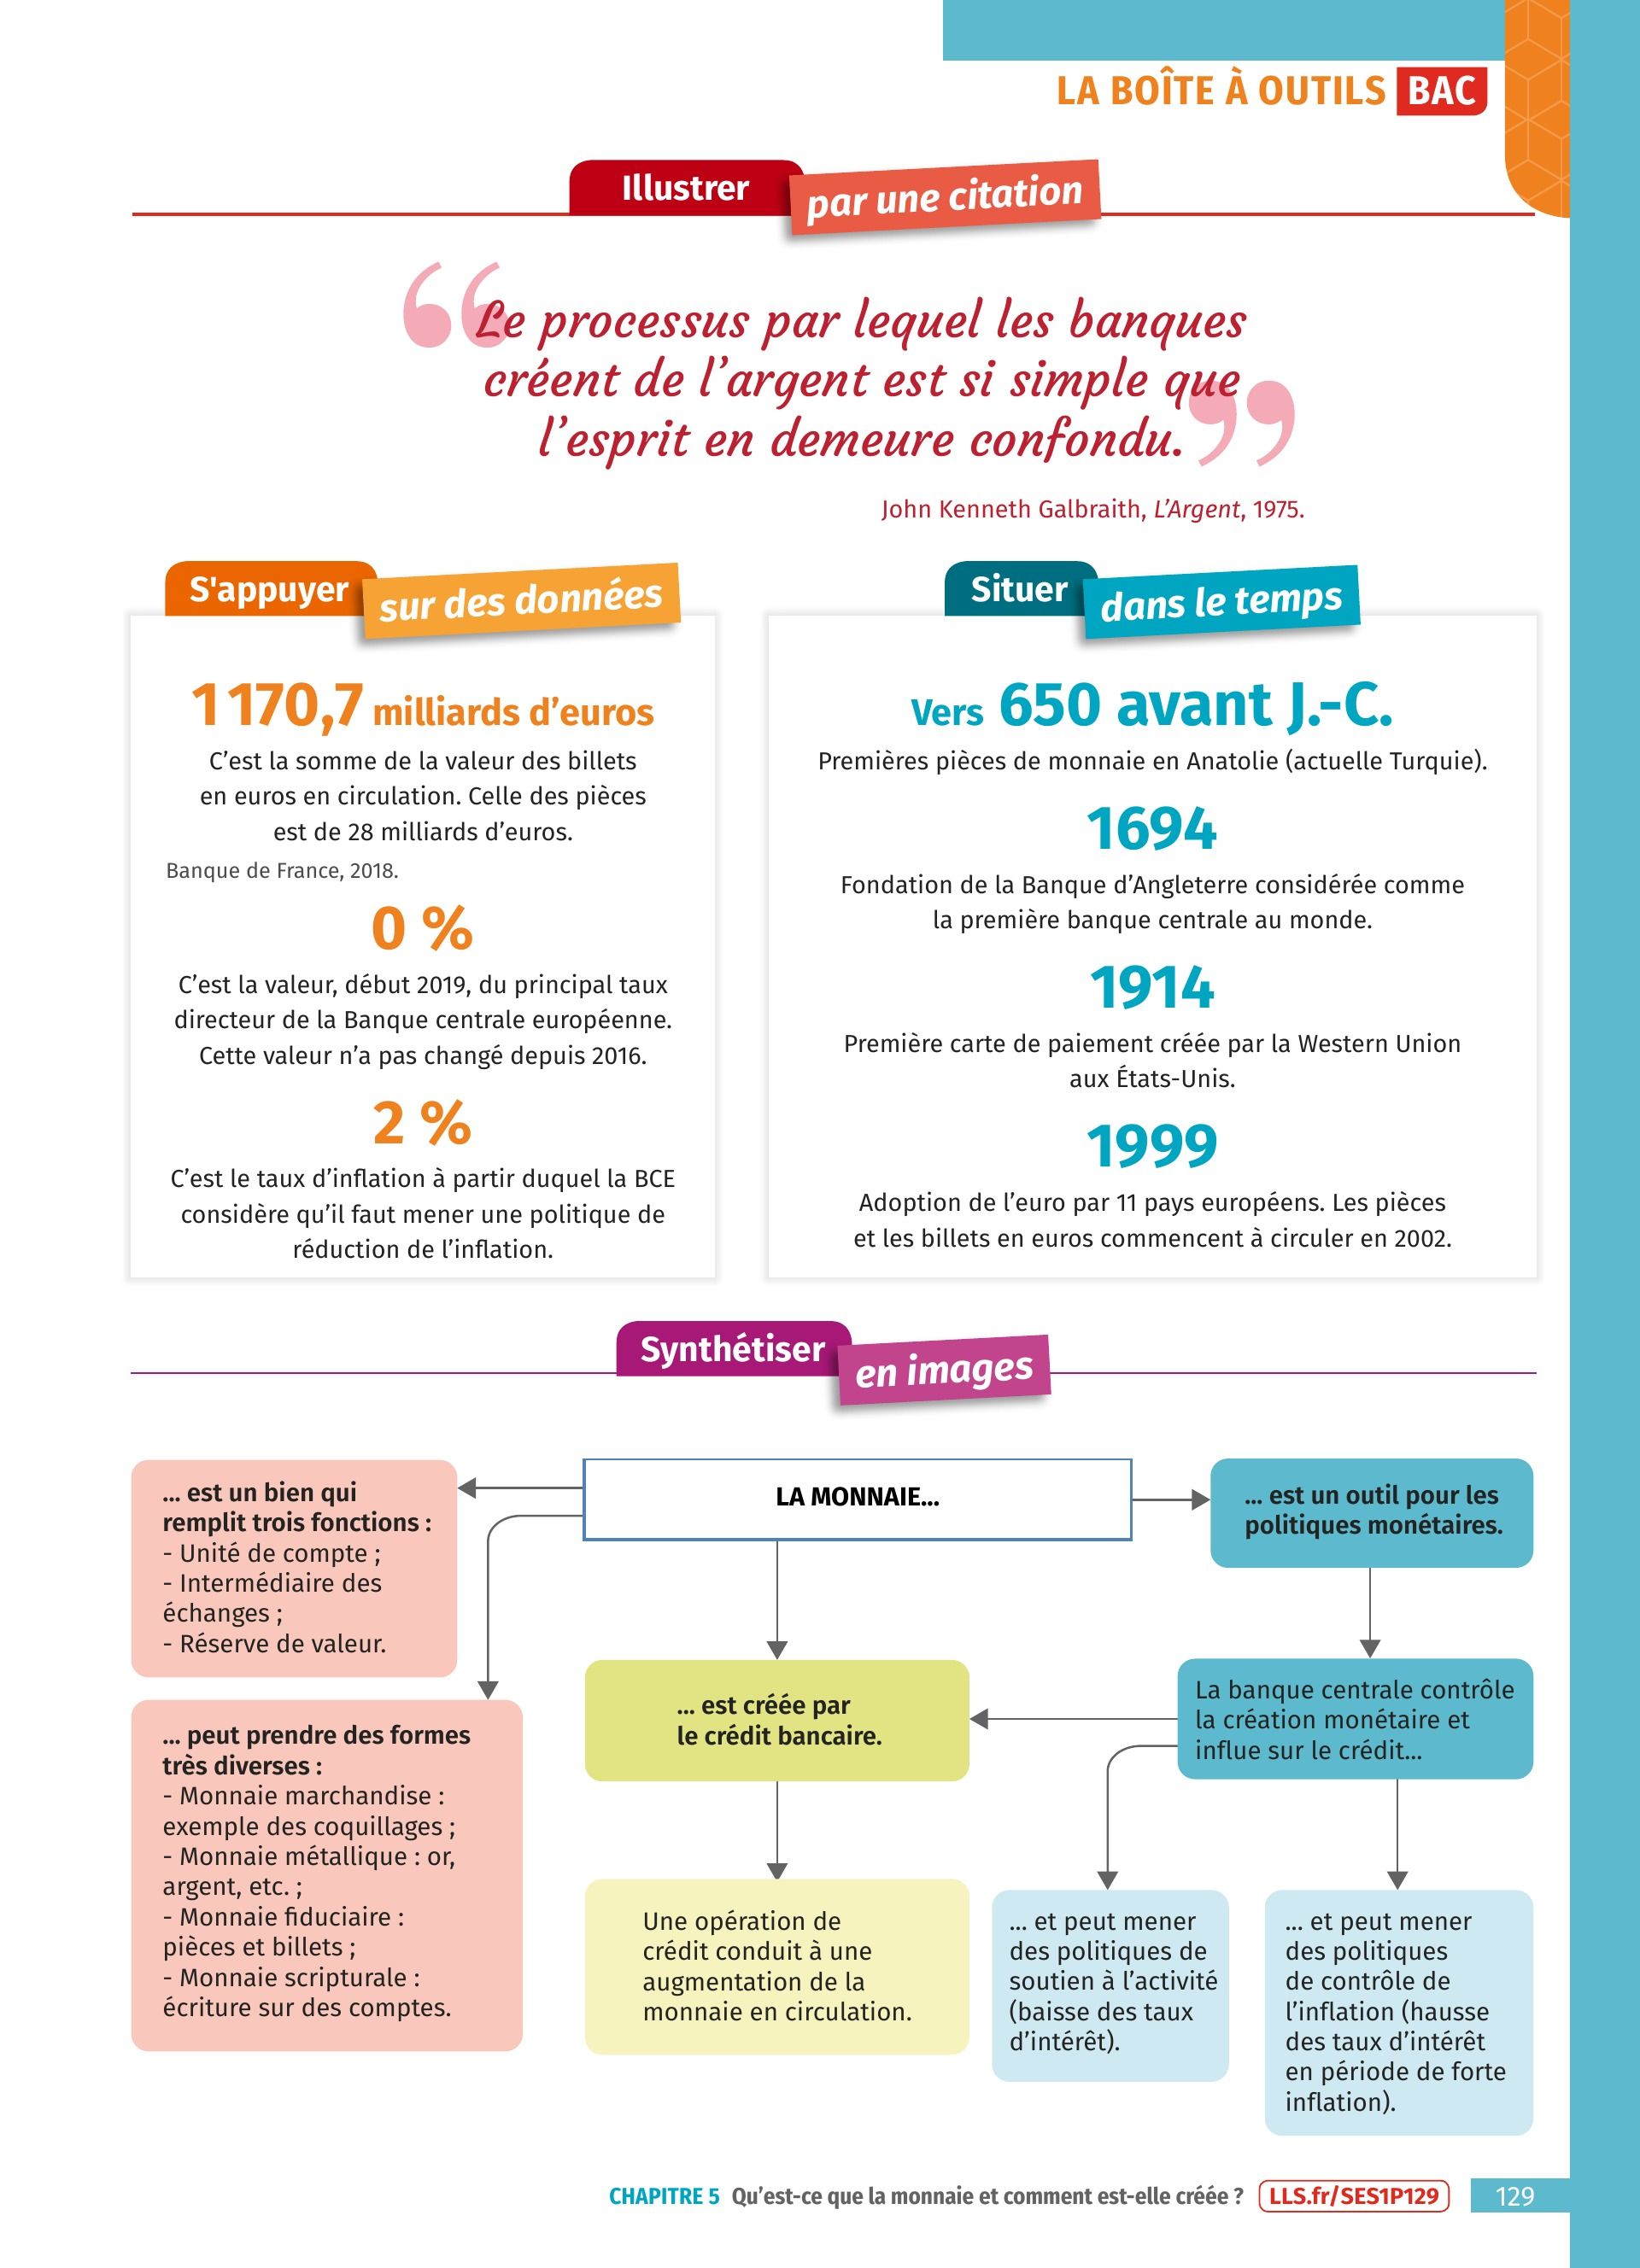 LA BOÎTE À OUTILS BAC
Illustrer par une citation
“Le processus par lequel les banques
créent de l’argent est si simple que
l’esprit en demeure confondu.”
John Kenneth Galbraith, L’Argent, 1975.
S'appuyer sur des données
1 170,7 milliards d’euros
C’est la somme de la valeur des billets
en euros en circulation. Celle des pièces
est de 28 milliards d’euros.
Banque de France, 2018.
0 %
C’est la valeur, début 2019, du principal taux
directeur de la Banque centrale européenne.
Cette valeur n’a pas changé depuis 2016.
2 %
C’est le taux d’inflation à partir duquel la BCE
considère qu’il faut mener une politique de
réduction de l’inflation.
Situer dans le temps
Vers 650 avant J.-C.
Premières pièces de monnaie en Anatolie (actuelle Turquie).
1694
Fondation de la Banque d’Angleterre considérée comme
la première banque centrale au monde.
1914
Première carte de paiement créée par la Western Union
aux États-Unis.
1999
Adoption de l’euro par 11 pays européens. Les pièces
et les billets en euros commencent à circuler en 2002.
Synthétiser en images
LA MONNAIE...
... est un bien qui
remplit trois fonctions :
- Unité de compte ;
- Intermédiaire des
échanges ;
- Réserve de valeur.
... peut prendre des formes
très diverses :
- Monnaie marchandise :
exemple des coquillages ;
- Monnaie métallique : or,
argent, etc. ;
- Monnaie fiduciaire :
pièces et billets ;
- Monnaie scripturale :
écriture sur des comptes.
... est créée par
le crédit bancaire.
Une opération de
crédit conduit à une
augmentation de la
monnaie en circulation.
... est un outil pour les
politiques monétaires.
La banque centrale contrôle
la création monétaire et
influe sur le crédit...
... et peut mener
des politiques de
soutien à l’activité
(baisse des taux
d’intérêt).
... et peut mener
des politiques
de contrôle de
l’inflation (hausse
des taux d’intérêt
en période de forte
inflation).
CHAPITRE 5 Qu’est-ce que la monnaie et comment est-elle créée ? LLS.fr/SES1P129 129